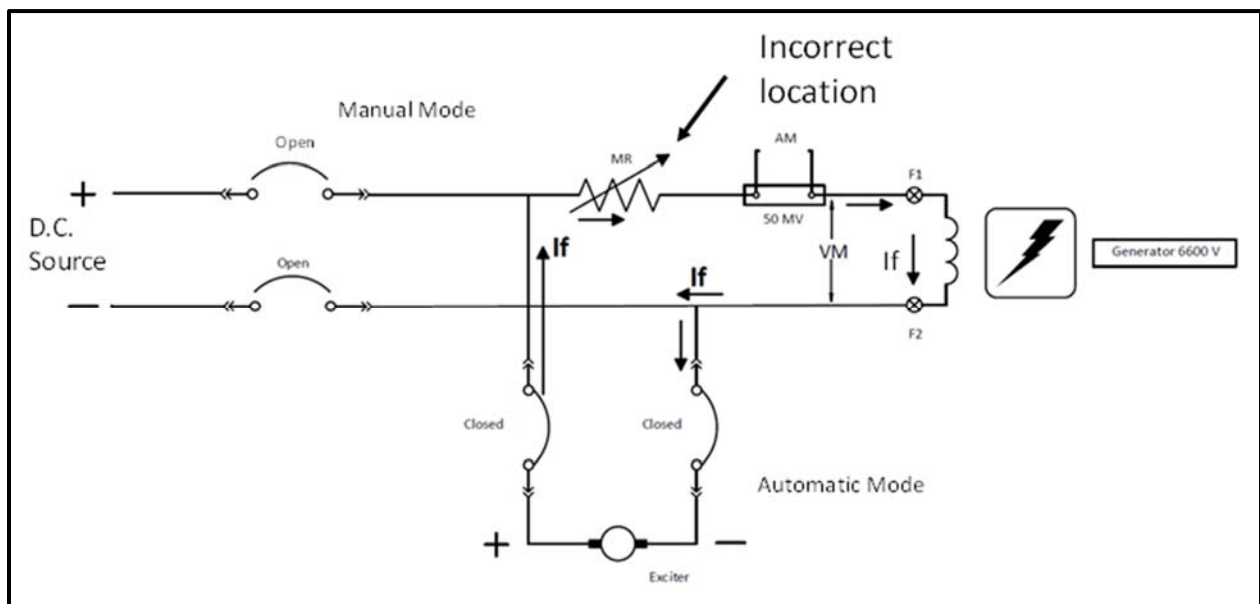 Incorrect
location
Manual Mode
Open
MR
AM
F1
+
D.C.
Source
50 MV
If
VM
If
Generator 6600 V
Open
If
−
F2
Closed
Closed
Automatic Mode
+
−
Exciter